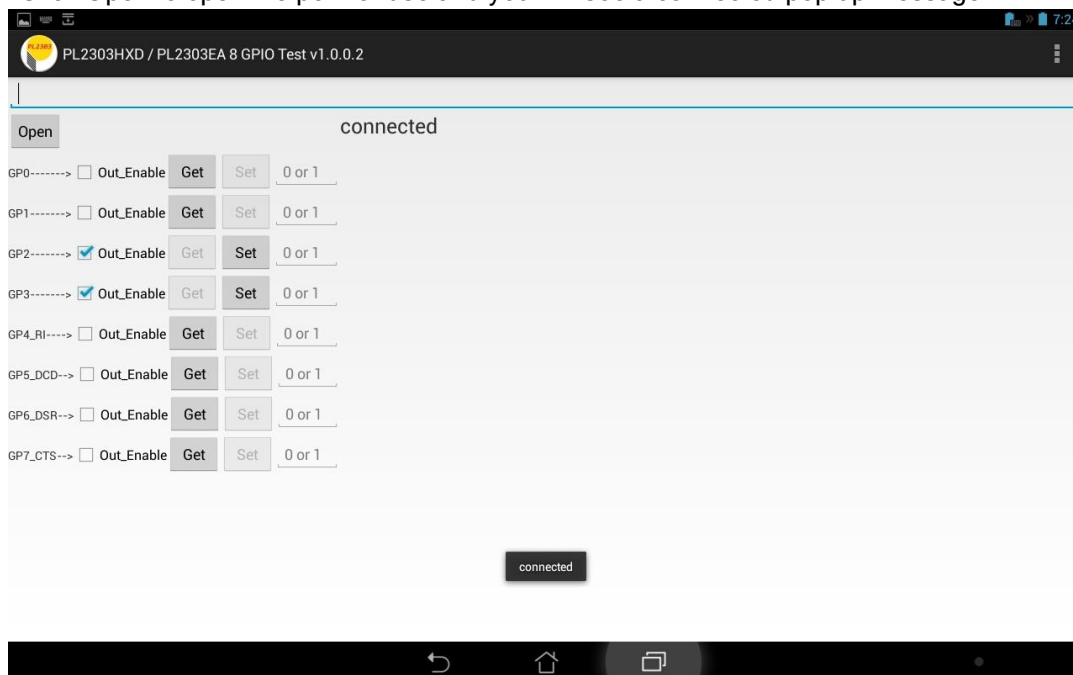 PL2303
PL2303HXD / PL2303EA 8 GPIO Test v1.0.0.2
Open
connected
GP0-------> Out_Enable Get Set 0 or 1
GP1-------> Out_Enable Get Set 0 or 1
GP2-------> Out_Enable Get Set 0 or 1
GP3-------> Out_Enable Get Set 0 or 1
GP4_RI----> Out_Enable Get Set 0 or 1
GP5_DCD--> Out_Enable Get Set 0 or 1
GP6_DSR--> Out_Enable Get Set 0 or 1
GP7_CTS--> Out_Enable Get Set 0 or 1
connected